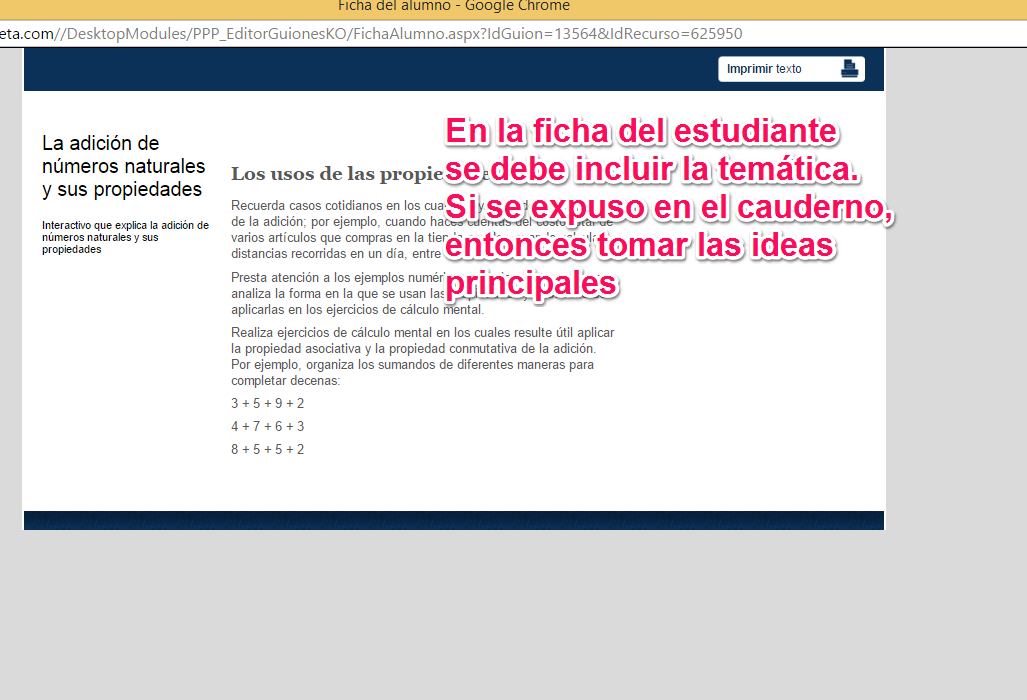 Ficha del alumno - Google Chrome
eta.com//DesktopModules/PPP_EditorGuionesKO/FichaAlumno.aspx?IdGuion=13564&IdRecurso=625950
Imprimir texto
La adición de
números naturales
y sus propiedades
Interactivo que explica la adición de
números naturales y sus
propiedades
En la ficha del estudiante
se debe incluir la temática.
Si se expuso en el cauderno,
entonces tomar las ideas
principales
Los usos de las
Recuerda casos cotidianos en los
de la adición; por ejemplo, cuando haces cuentas del
varios artículos que compras en la
distancias recorridas en un día, entre
Presta atención a los ejemplos
analiza la forma en la que se usan las
aplicarlas en los ejercicios de cálculo mental.
Realiza ejercicios de cálculo mental en los cuales resulte útil aplicar
la propiedad asociativa y la propiedad conmutativa de la adición.
Por ejemplo, organiza los sumandos de diferentes maneras para
completar decenas:
3 + 5 + 9 + 2
4 + 7 + 6 + 3
8 + 5 + 5 + 2